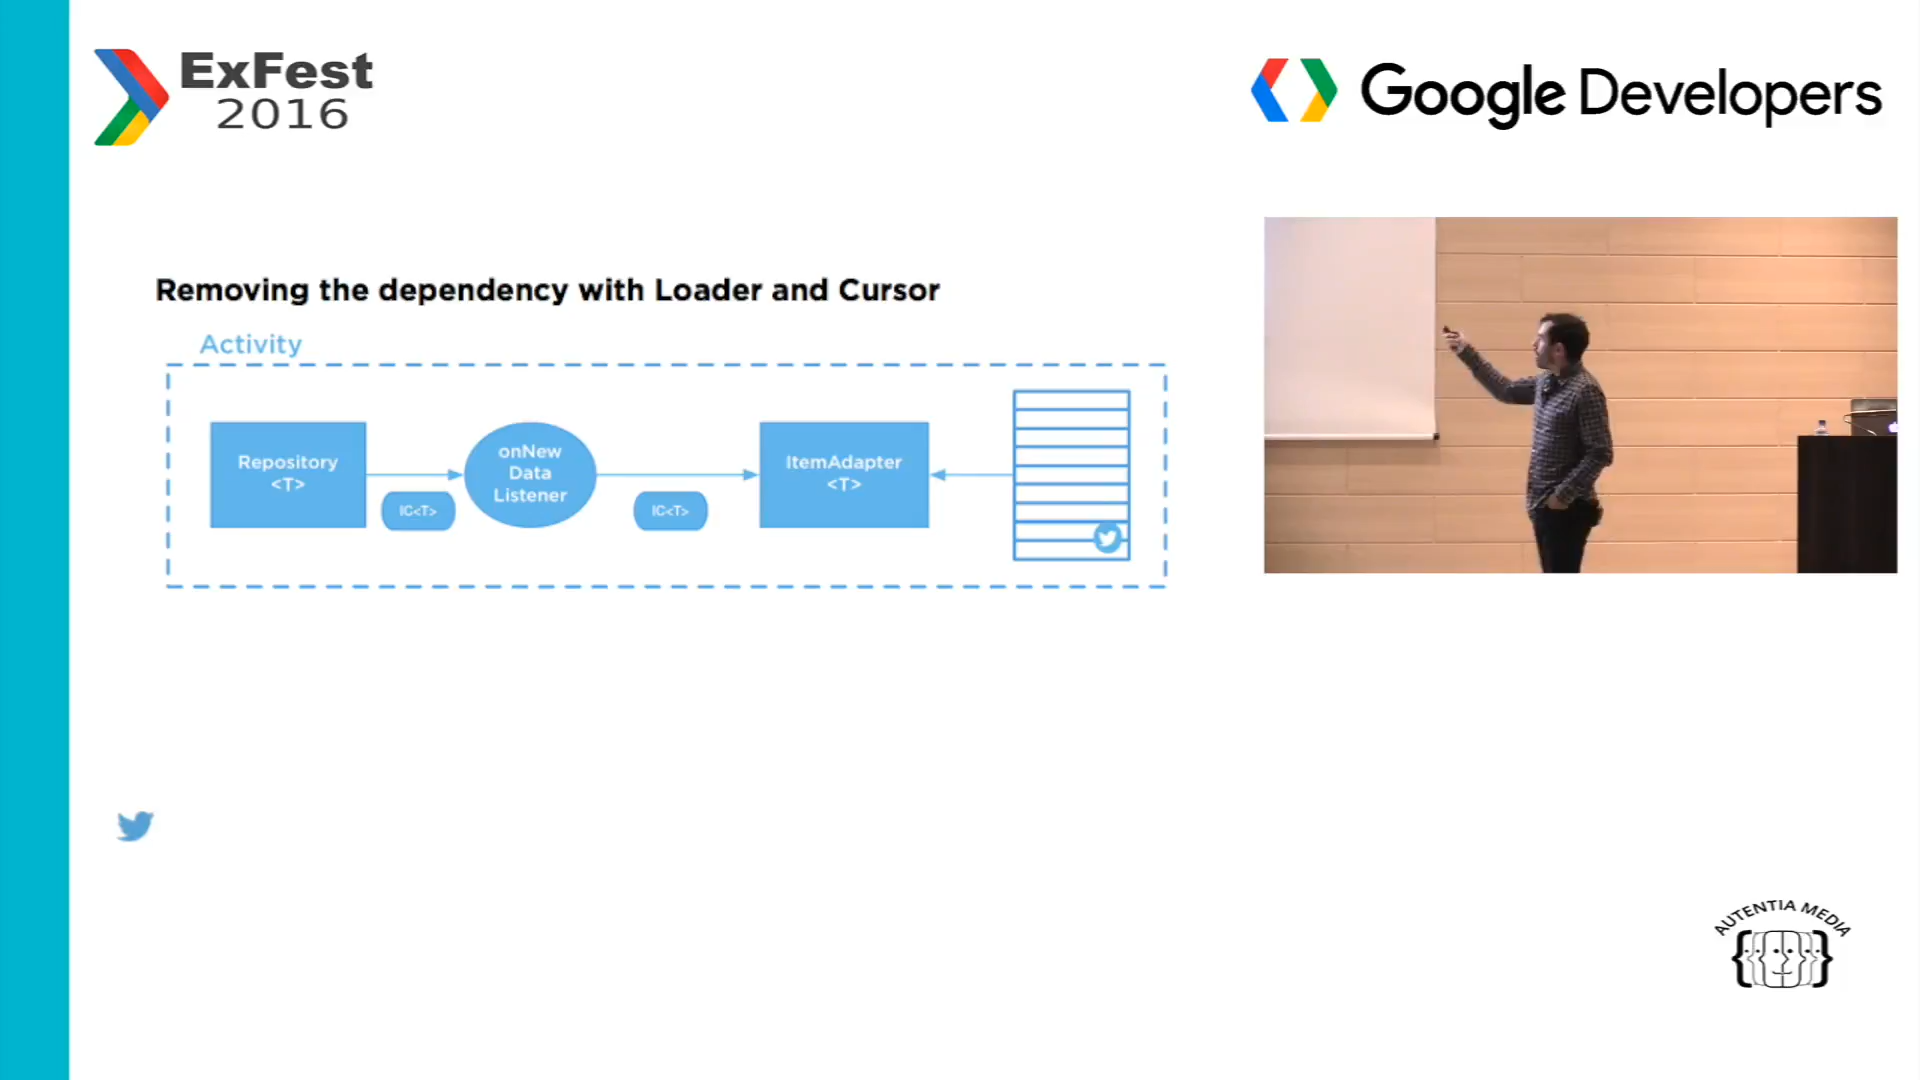 ExFest
2016
Google Developers
Removing the dependency with Loader and Cursor
Activity
Repository
<T>
IC<T>
onNew
Data
Listener
IC<T>
ItemAdapter
<T>
AUTENTIA MEDIA